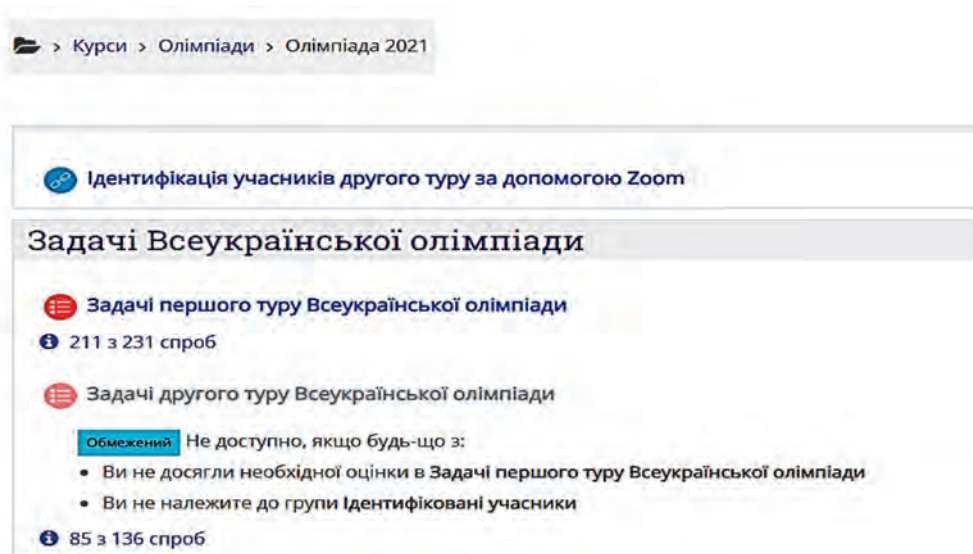 > Курси > Олімпіади > Олімпіада 2021
Ідентифікація учасників другого туру за допомогою Zoom
Задачі Всеукраїнської олімпіади
Задачі першого туру Всеукраїнської олімпіади
211 з 231 спроб
Задачі другого туру Всеукраїнської олімпіади
Обмежений Не доступно, якщо будь-що з:
• Ви не досягли необхідної оцінки в Задачі першого туру Всеукраїнської олімпіади
• Ви не належите до групи Ідентифіковані учасники
85 з 136 спроб